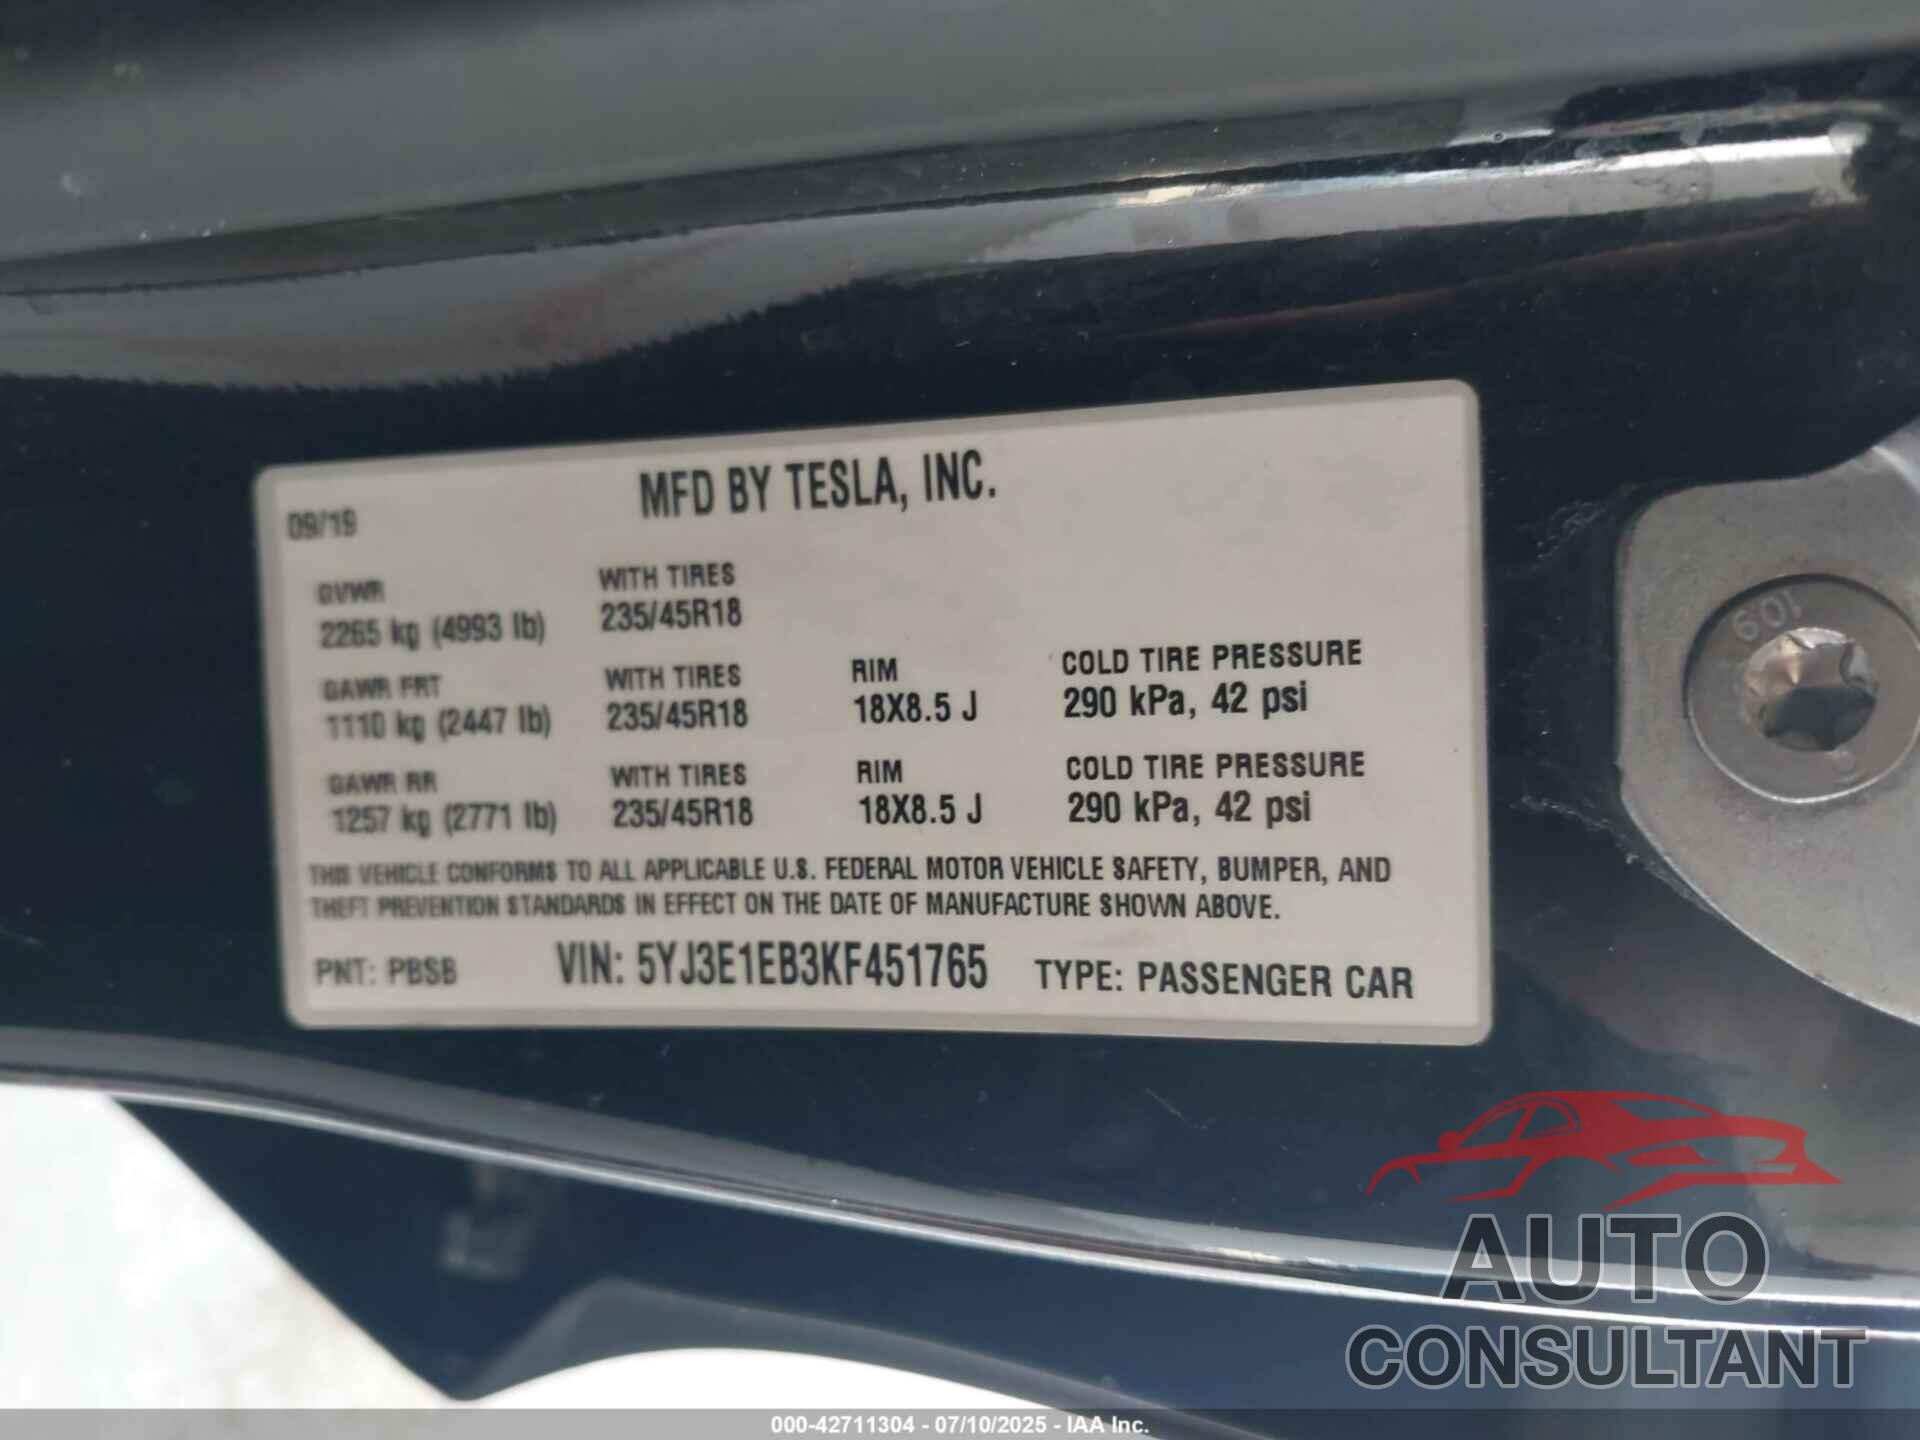 MFD BY TESLA, INC.
09/19
GVWR WITH TIRES
2265 kg (4993 lb) 235/45R18
GAWR FRT WITH TIRES RIM COLD TIRE PRESSURE
1110 kg (2447 lb) 235/45R18 18X8.5 J 290 kPa, 42 psi
GAWR RR WITH TIRES RIM COLD TIRE PRESSURE
1257 kg (2771 lb) 235/45R18 18X8.5 J 290 kPa, 42 psi
THIS VEHICLE CONFORMS TO ALL APPLICABLE U.S. FEDERAL MOTOR VEHICLE SAFETY, BUMPER, AND
THEFT PREVENTION STANDARDS IN EFFECT ON THE DATE OF MANUFACTURE SHOWN ABOVE.
PNT: PBSB VIN: 5YJ3E1EB3KF451765 TYPE: PASSENGER CAR
109
AUTO
CONSULTANT
000-42711304 - 07/10/2025 - IAA Inc.